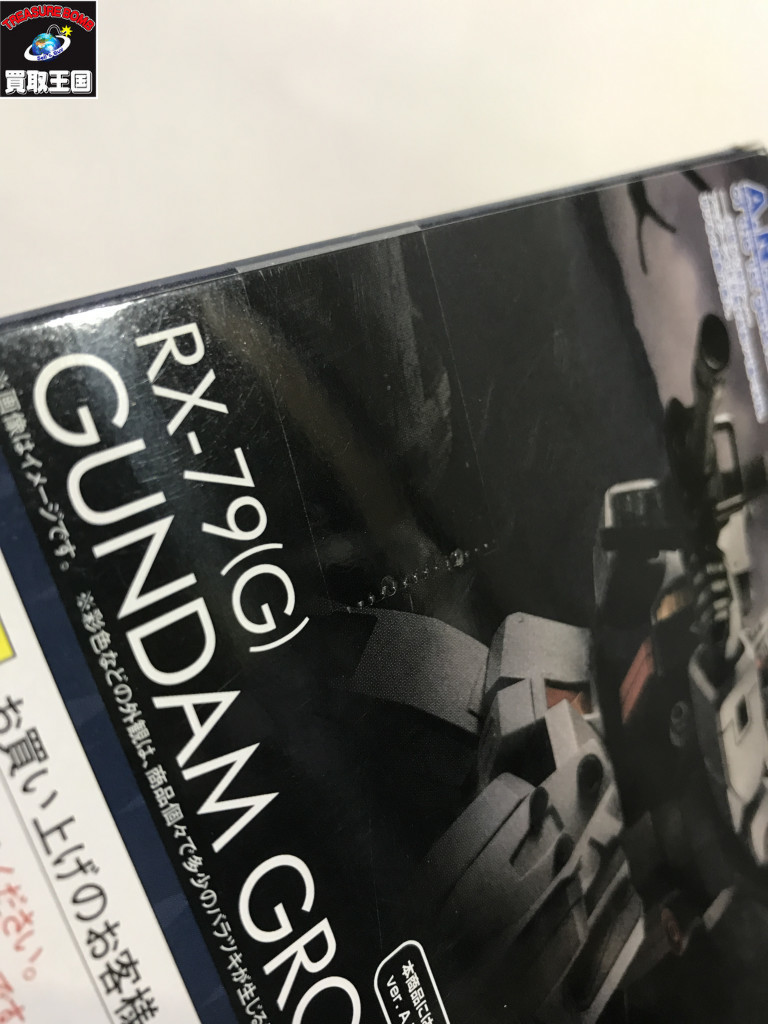 TREASURE BOMB
買取王国
RX-79(G)
GUNDAM GRO
※画像はイメージです。
※彩色などの外観は、商品個々で多少のバラツキが生じる
本商品には
ver. A.
お買い上げのお客様
ください。
です